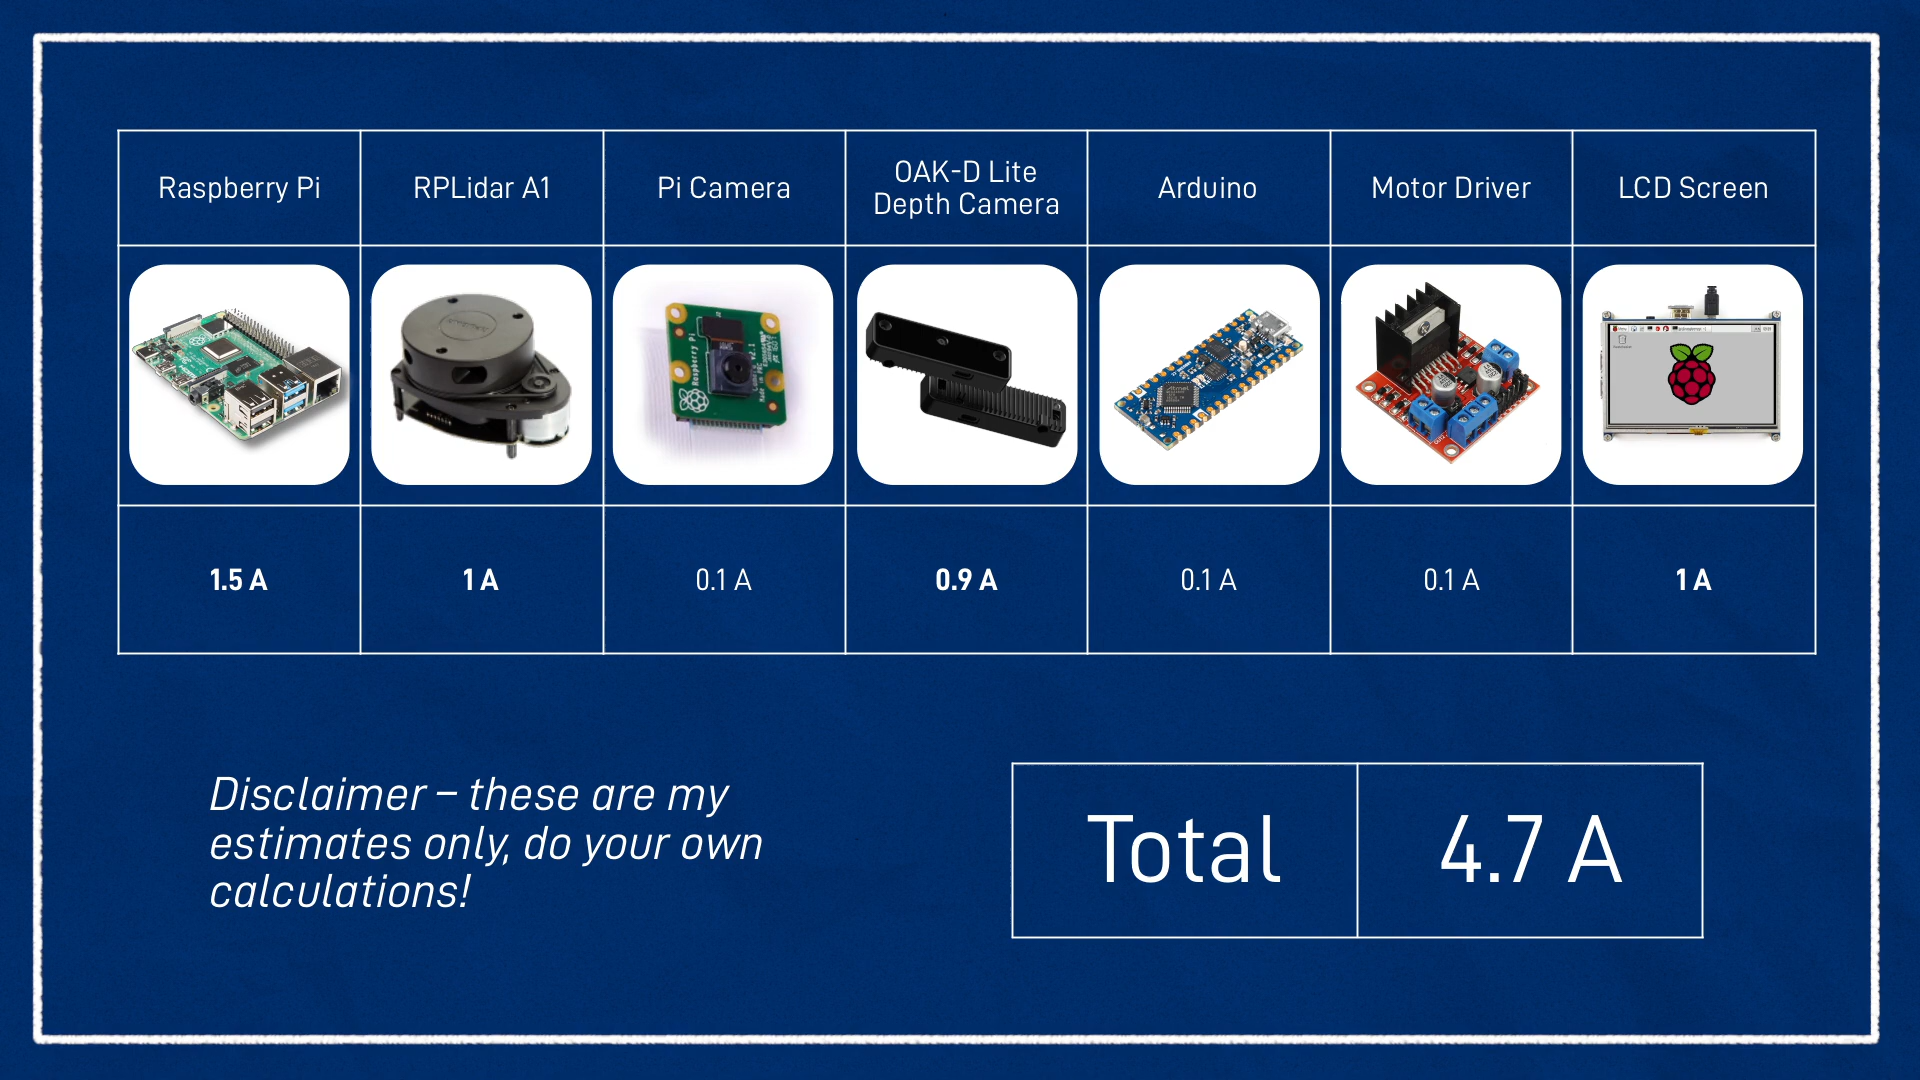 Raspberry Pi
RPLidar A1
Pi Camera
OAK-D Lite
Depth Camera
Arduino
Motor Driver
LCD Screen
Raspberry Pi
1.5 A
1 A
0.1 A
0.9 A
0.1 A
0.1 A
1 A
Disclaimer – these are my
estimates only, do your own
calculations!
Total
4.7 A